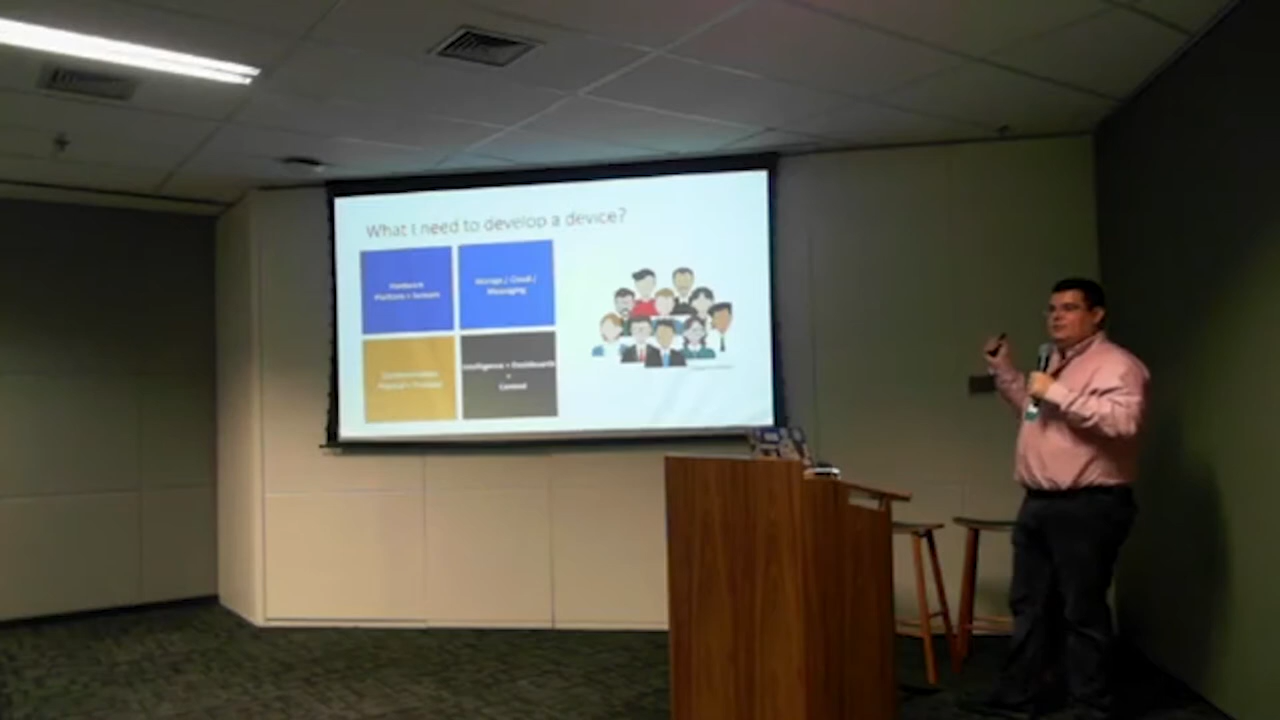 What I need to develop a device?
Hardware
Platform + Sensors
Storage / Cloud /
Messaging
Intelligence + Dashboards
+
Control